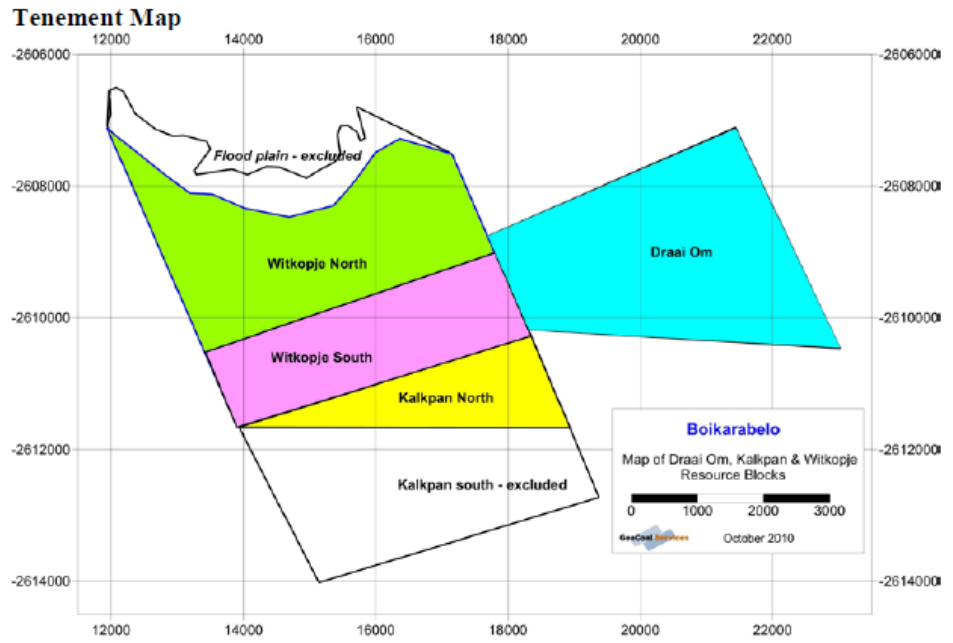 Tenement Map
12000 14000 16000 18000 20000 22000
-2606000 -2606000
Flood plain - excluded
-2608000 -2608000
Draai Om
Witkopje North
-2610000 -2610000
Witkopje South
Kalkpan North
Boikarabelo
-2612000 -2612000
Map of Draai Om, Kalkpan & Witkopje
Resource Blocks
Kalkpan south - excluded
0 1000 2000 3000
GeoCoal Services October 2010
-2614000 -2614000
12000 14000 16000 18000 20000 22000